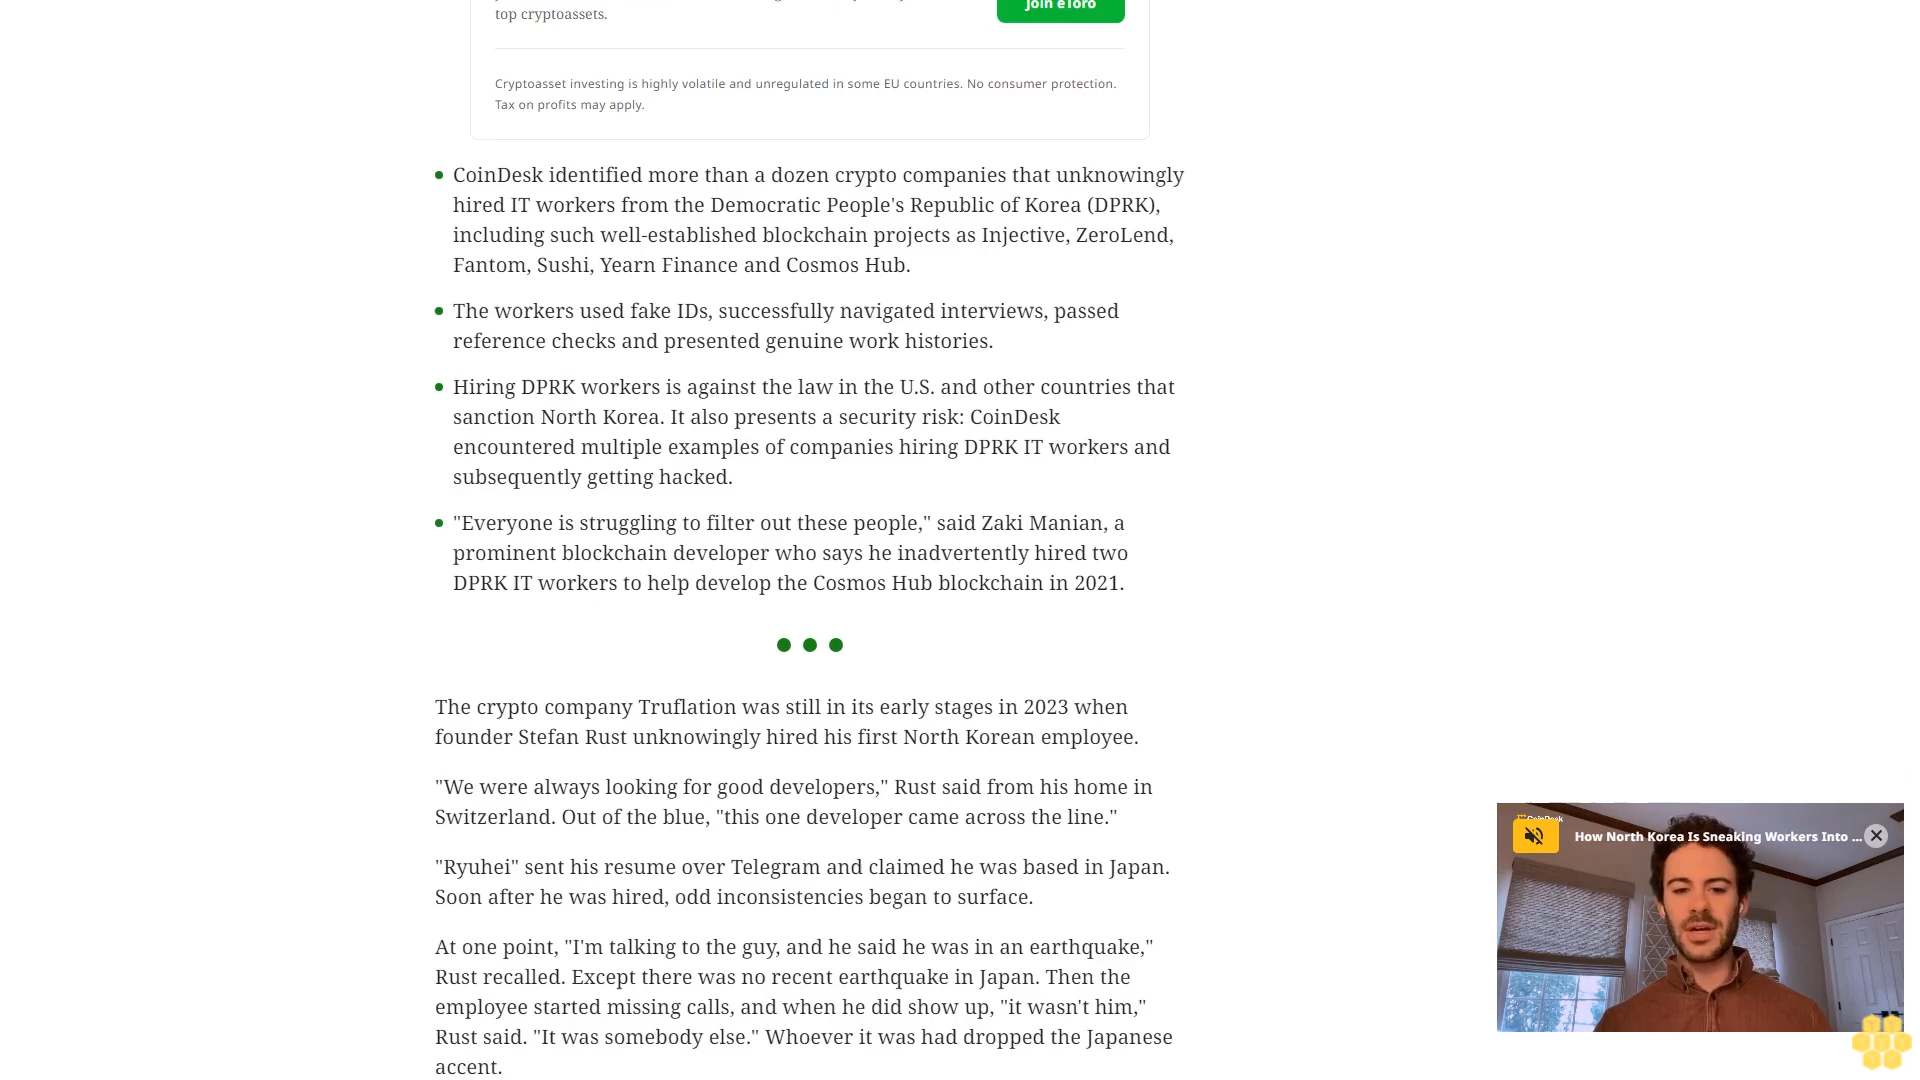 top cryptoassets.
Join eToro
Cryptoasset investing is highly volatile and unregulated in some EU countries. No consumer protection.
Tax on profits may apply.
CoinDesk identified more than a dozen crypto companies that unknowingly
hired IT workers from the Democratic People's Republic of Korea (DPRK),
including such well-established blockchain projects as Injective, ZeroLend,
Fantom, Sushi, Yearn Finance and Cosmos Hub.
The workers used fake IDs, successfully navigated interviews, passed
reference checks and presented genuine work histories.
Hiring DPRK workers is against the law in the U.S. and other countries that
sanction North Korea. It also presents a security risk: CoinDesk
encountered multiple examples of companies hiring DPRK IT workers and
subsequently getting hacked.
"Everyone is struggling to filter out these people," said Zaki Manian, a
prominent blockchain developer who says he inadvertently hired two
DPRK IT workers to help develop the Cosmos Hub blockchain in 2021.
The crypto company Truflation was still in its early stages in 2023 when
founder Stefan Rust unknowingly hired his first North Korean employee.
"We were always looking for good developers," Rust said from his home in
Switzerland. Out of the blue, "this one developer came across the line."
"Ryuhei" sent his resume over Telegram and claimed he was based in Japan.
Soon after he was hired, odd inconsistencies began to surface.
At one point, "I'm talking to the guy, and he said he was in an earthquake,"
Rust recalled. Except there was no recent earthquake in Japan. Then the
employee started missing calls, and when he did show up, "it wasn't him,"
Rust said. "It was somebody else." Whoever it was had dropped the Japanese
accent.
CoinDesk
How North Korea Is Sneaking Workers Into ...